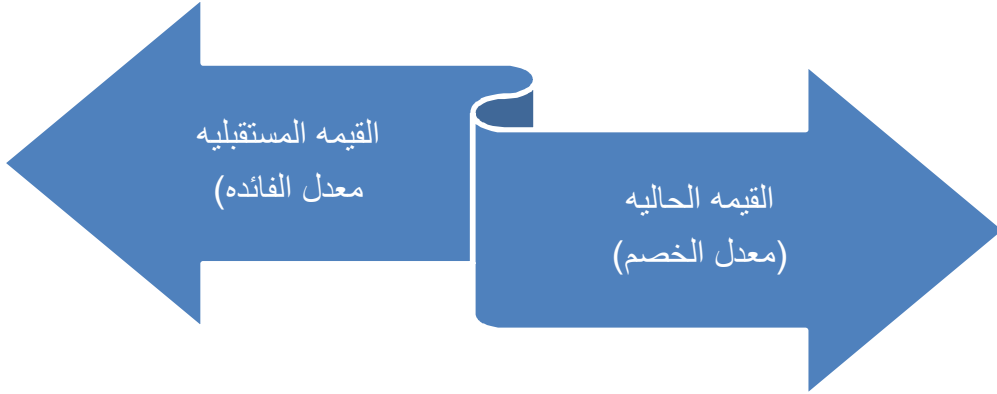 القيمه المستقبليه
معدل الفائده)
القيمه الحاليه
(معدل الخصم)